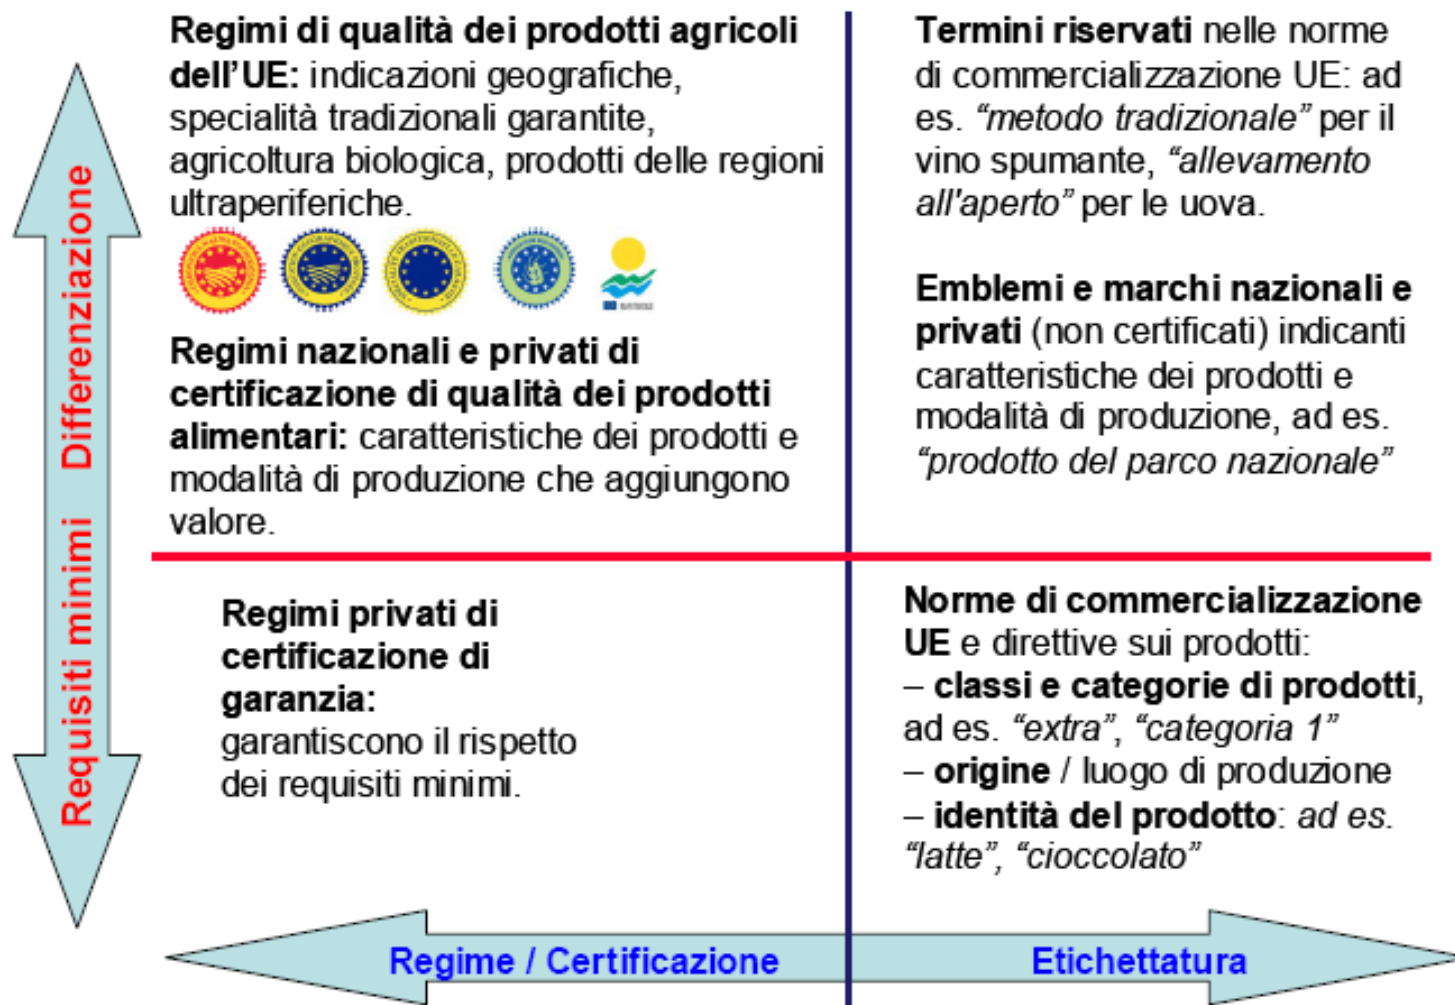 Regimi di qualità dei prodotti agricoli
dell'UE: indicazioni geografiche,
specialità tradizionali garantite,
agricoltura biologica, prodotti delle regioni
ultraperiferiche.
Regimi nazionali e privati di
certificazione di qualità dei prodotti
alimentari: caratteristiche dei prodotti e
modalità di produzione che aggiungono
valore.
Termini riservati nelle norme
di commercializzazione UE: ad
es. “metodo tradizionale” per il
vino spumante, “allevamento
all'aperto” per le uova.
Emblemi e marchi nazionali e
privati (non certificati) indicanti
caratteristiche dei prodotti e
modalità di produzione, ad es.
“prodotto del parco nazionale”
Regimi privati di
certificazione di
garanzia:
garantiscono il rispetto
dei requisiti minimi.
Norme di commercializzazione
UE e direttive sui prodotti:
– classi e categorie di prodotti,
ad es. “extra”, “categoria 1”
– origine / luogo di produzione
– identità del prodotto: ad es.
“latte”, “cioccolato”
Requisiti minimi Differenziazione
Regime / Certificazione
Etichettatura